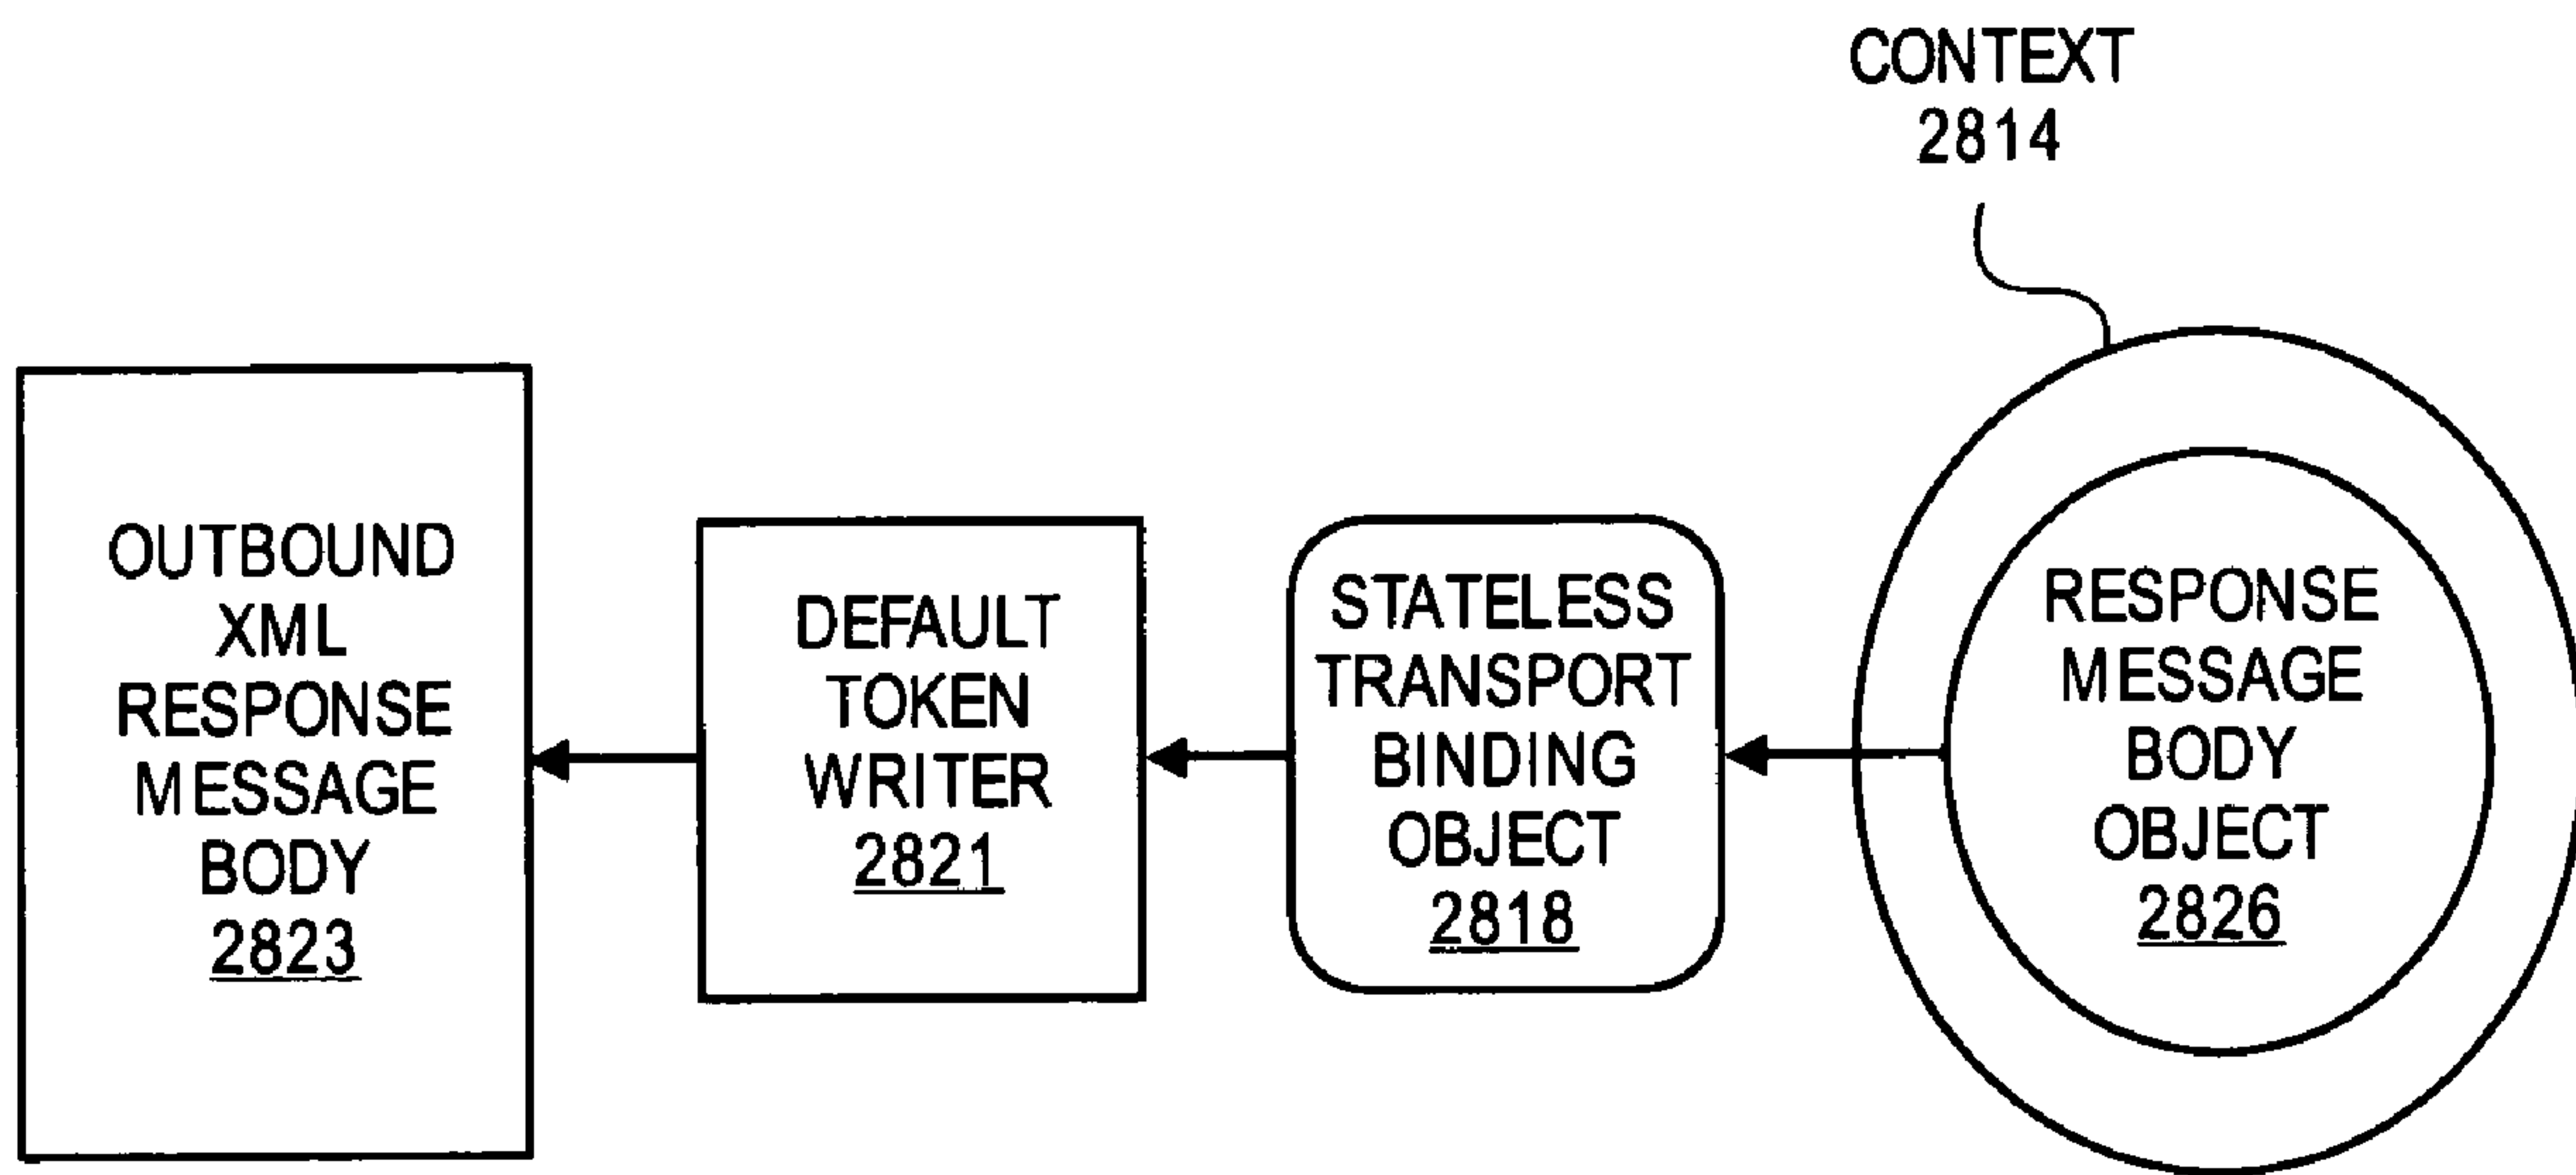 CONTEXT
2814
OUTBOUND
XML
RESPONSE
MESSAGE
BODY
2823
DEFAULT
TOKEN
WRITER
2821
STATELESS
TRANSPORT
BINDING
OBJECT
2818
RESPONSE
MESSAGE
BODY
OBJECT
2826